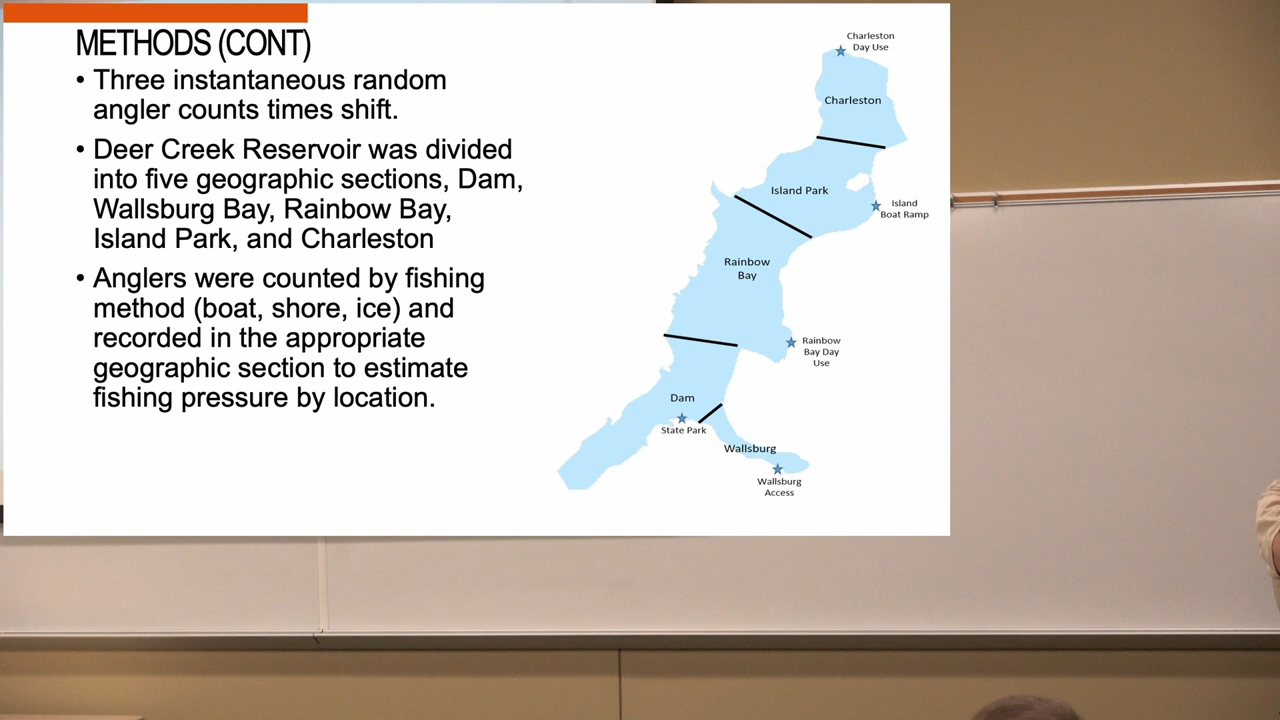 METHODS (CONT)
• Three instantaneous random
angler counts times shift.
• Deer Creek Reservoir was divided
into five geographic sections, Dam,
Wallsburg Bay, Rainbow Bay,
Island Park, and Charleston
• Anglers were counted by fishing
method (boat, shore, ice) and
recorded in the appropriate
geographic section to estimate
fishing pressure by location.
Charleston
Day Use
Charleston
Island Park
Island
Boat Ramp
Rainbow
Bay
Rainbow
Bay Day
Use
Dam
State Park
Wallsburg
Wallsburg
Access